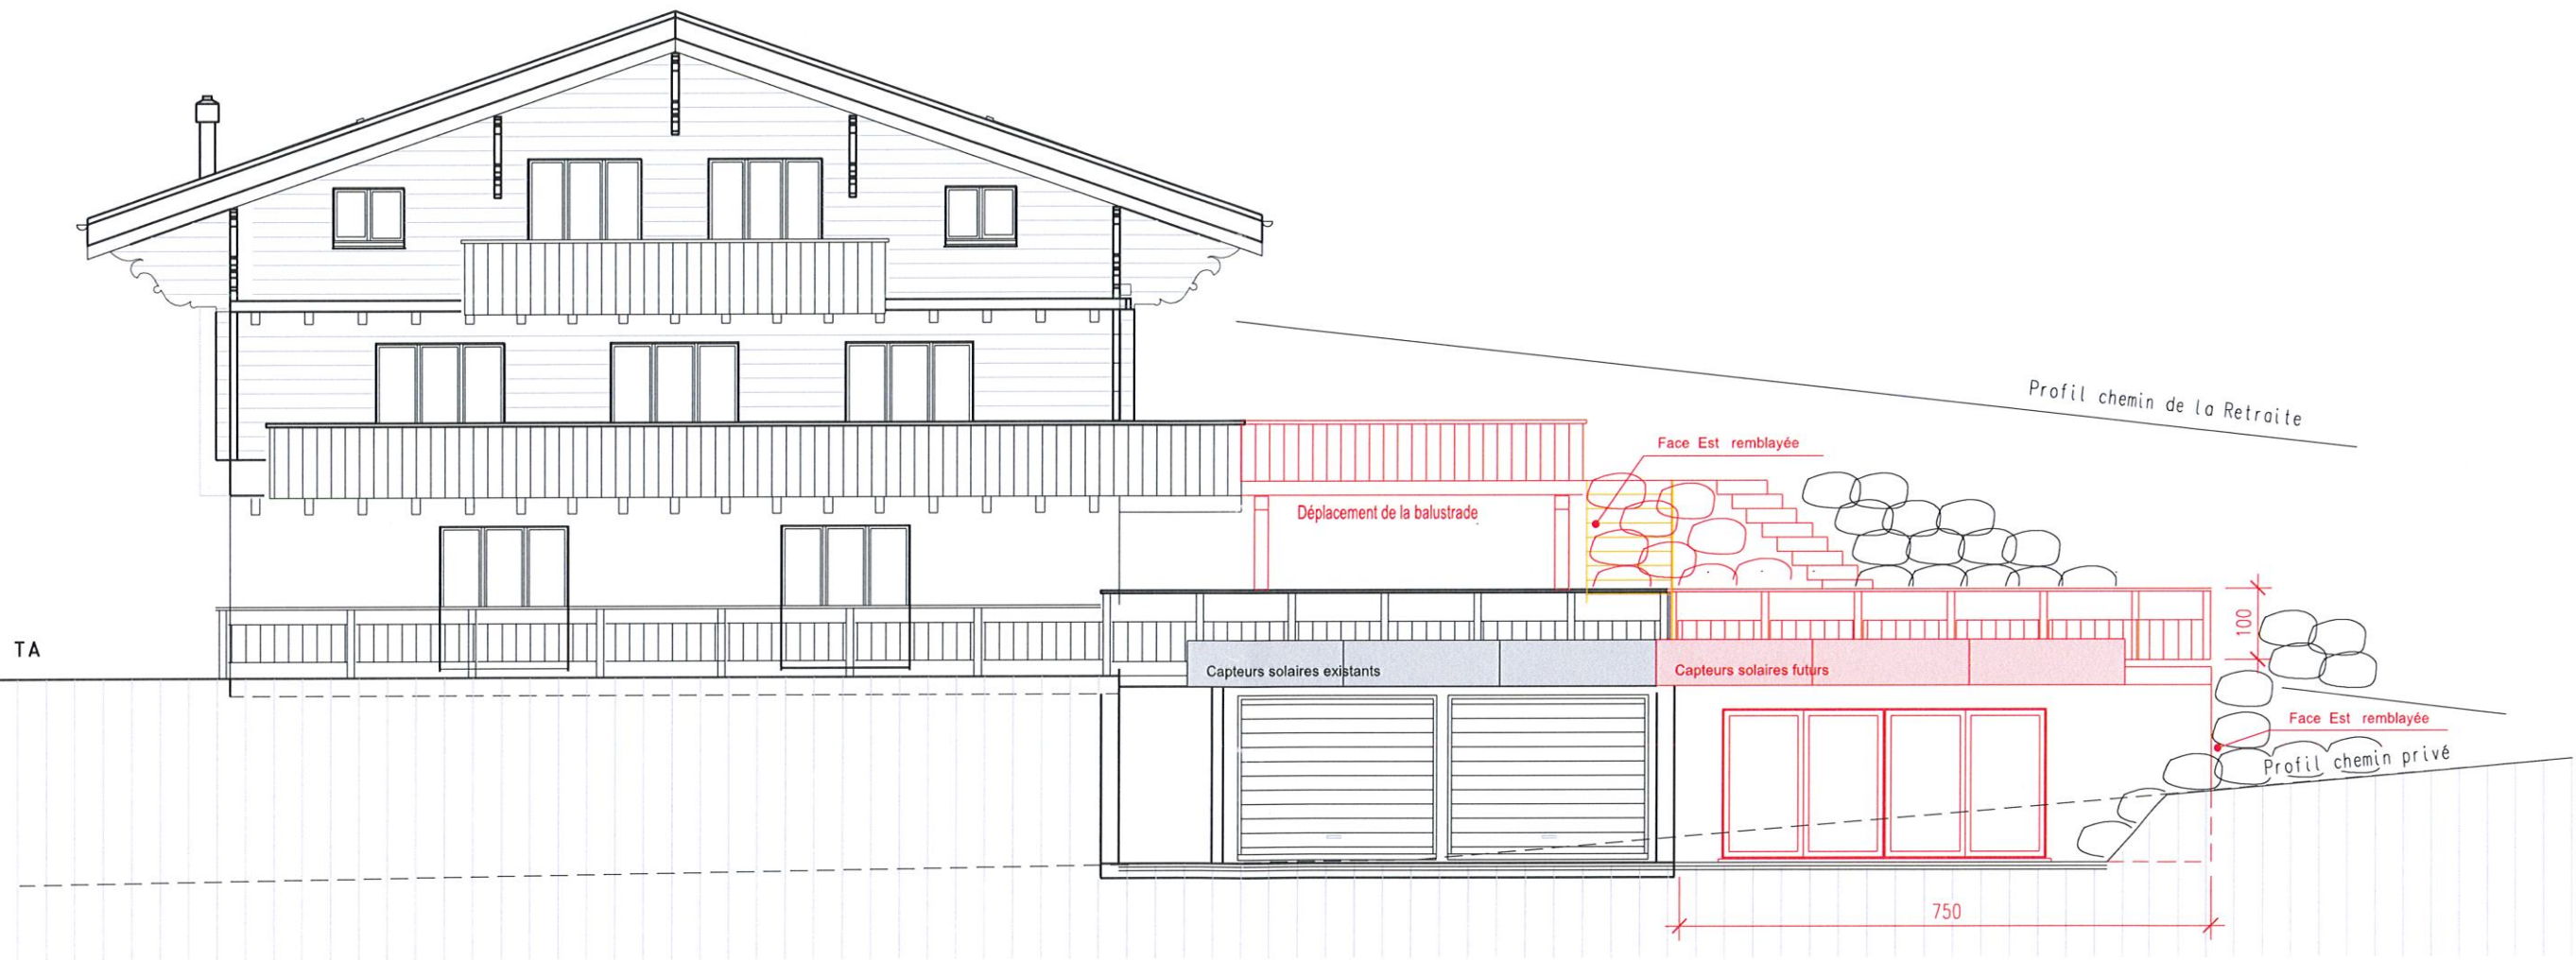 Profil chemin de la Retraite
Face Est remblayée
Déplacement de la balustrade
100
TA
Capteurs solaires existants
Capteurs solaires futurs
Face Est remblayée
Profil chemin privé
750